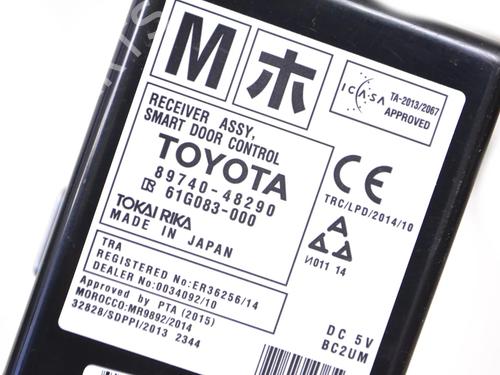 M ホ
ICASA TA-2013/2067
APPROVED
RECEIVER ASSY,
SMART DOOR CONTROL
TOYOTA
89740-48290
61G083-000
TOKAI RIKA
MADE IN JAPAN
CE
TRC/LPD/2014/10
И011 14
TRA
REGISTERED No:ER36256/14
DEALER No:0034092/10
Approved by PTA (2015)
MOROCCO:MR9892/2014
32828/SDPPI/2013 2344
DC 5V
BC2UM